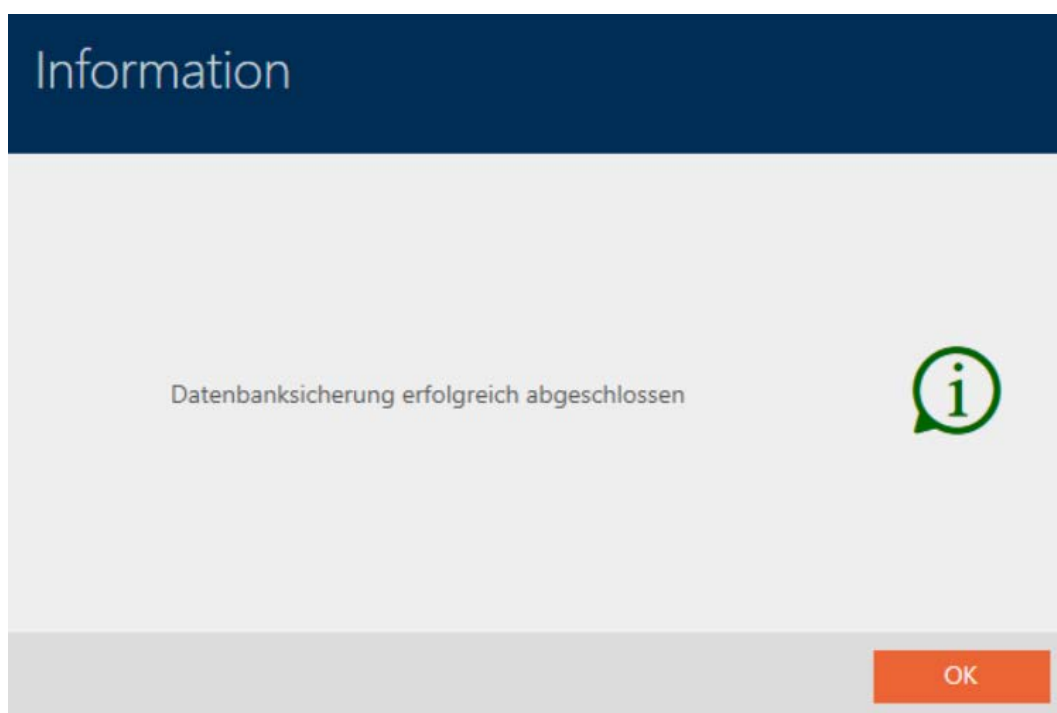 Information
Datenbanksicherung erfolgreich abgeschlossen
i
OK